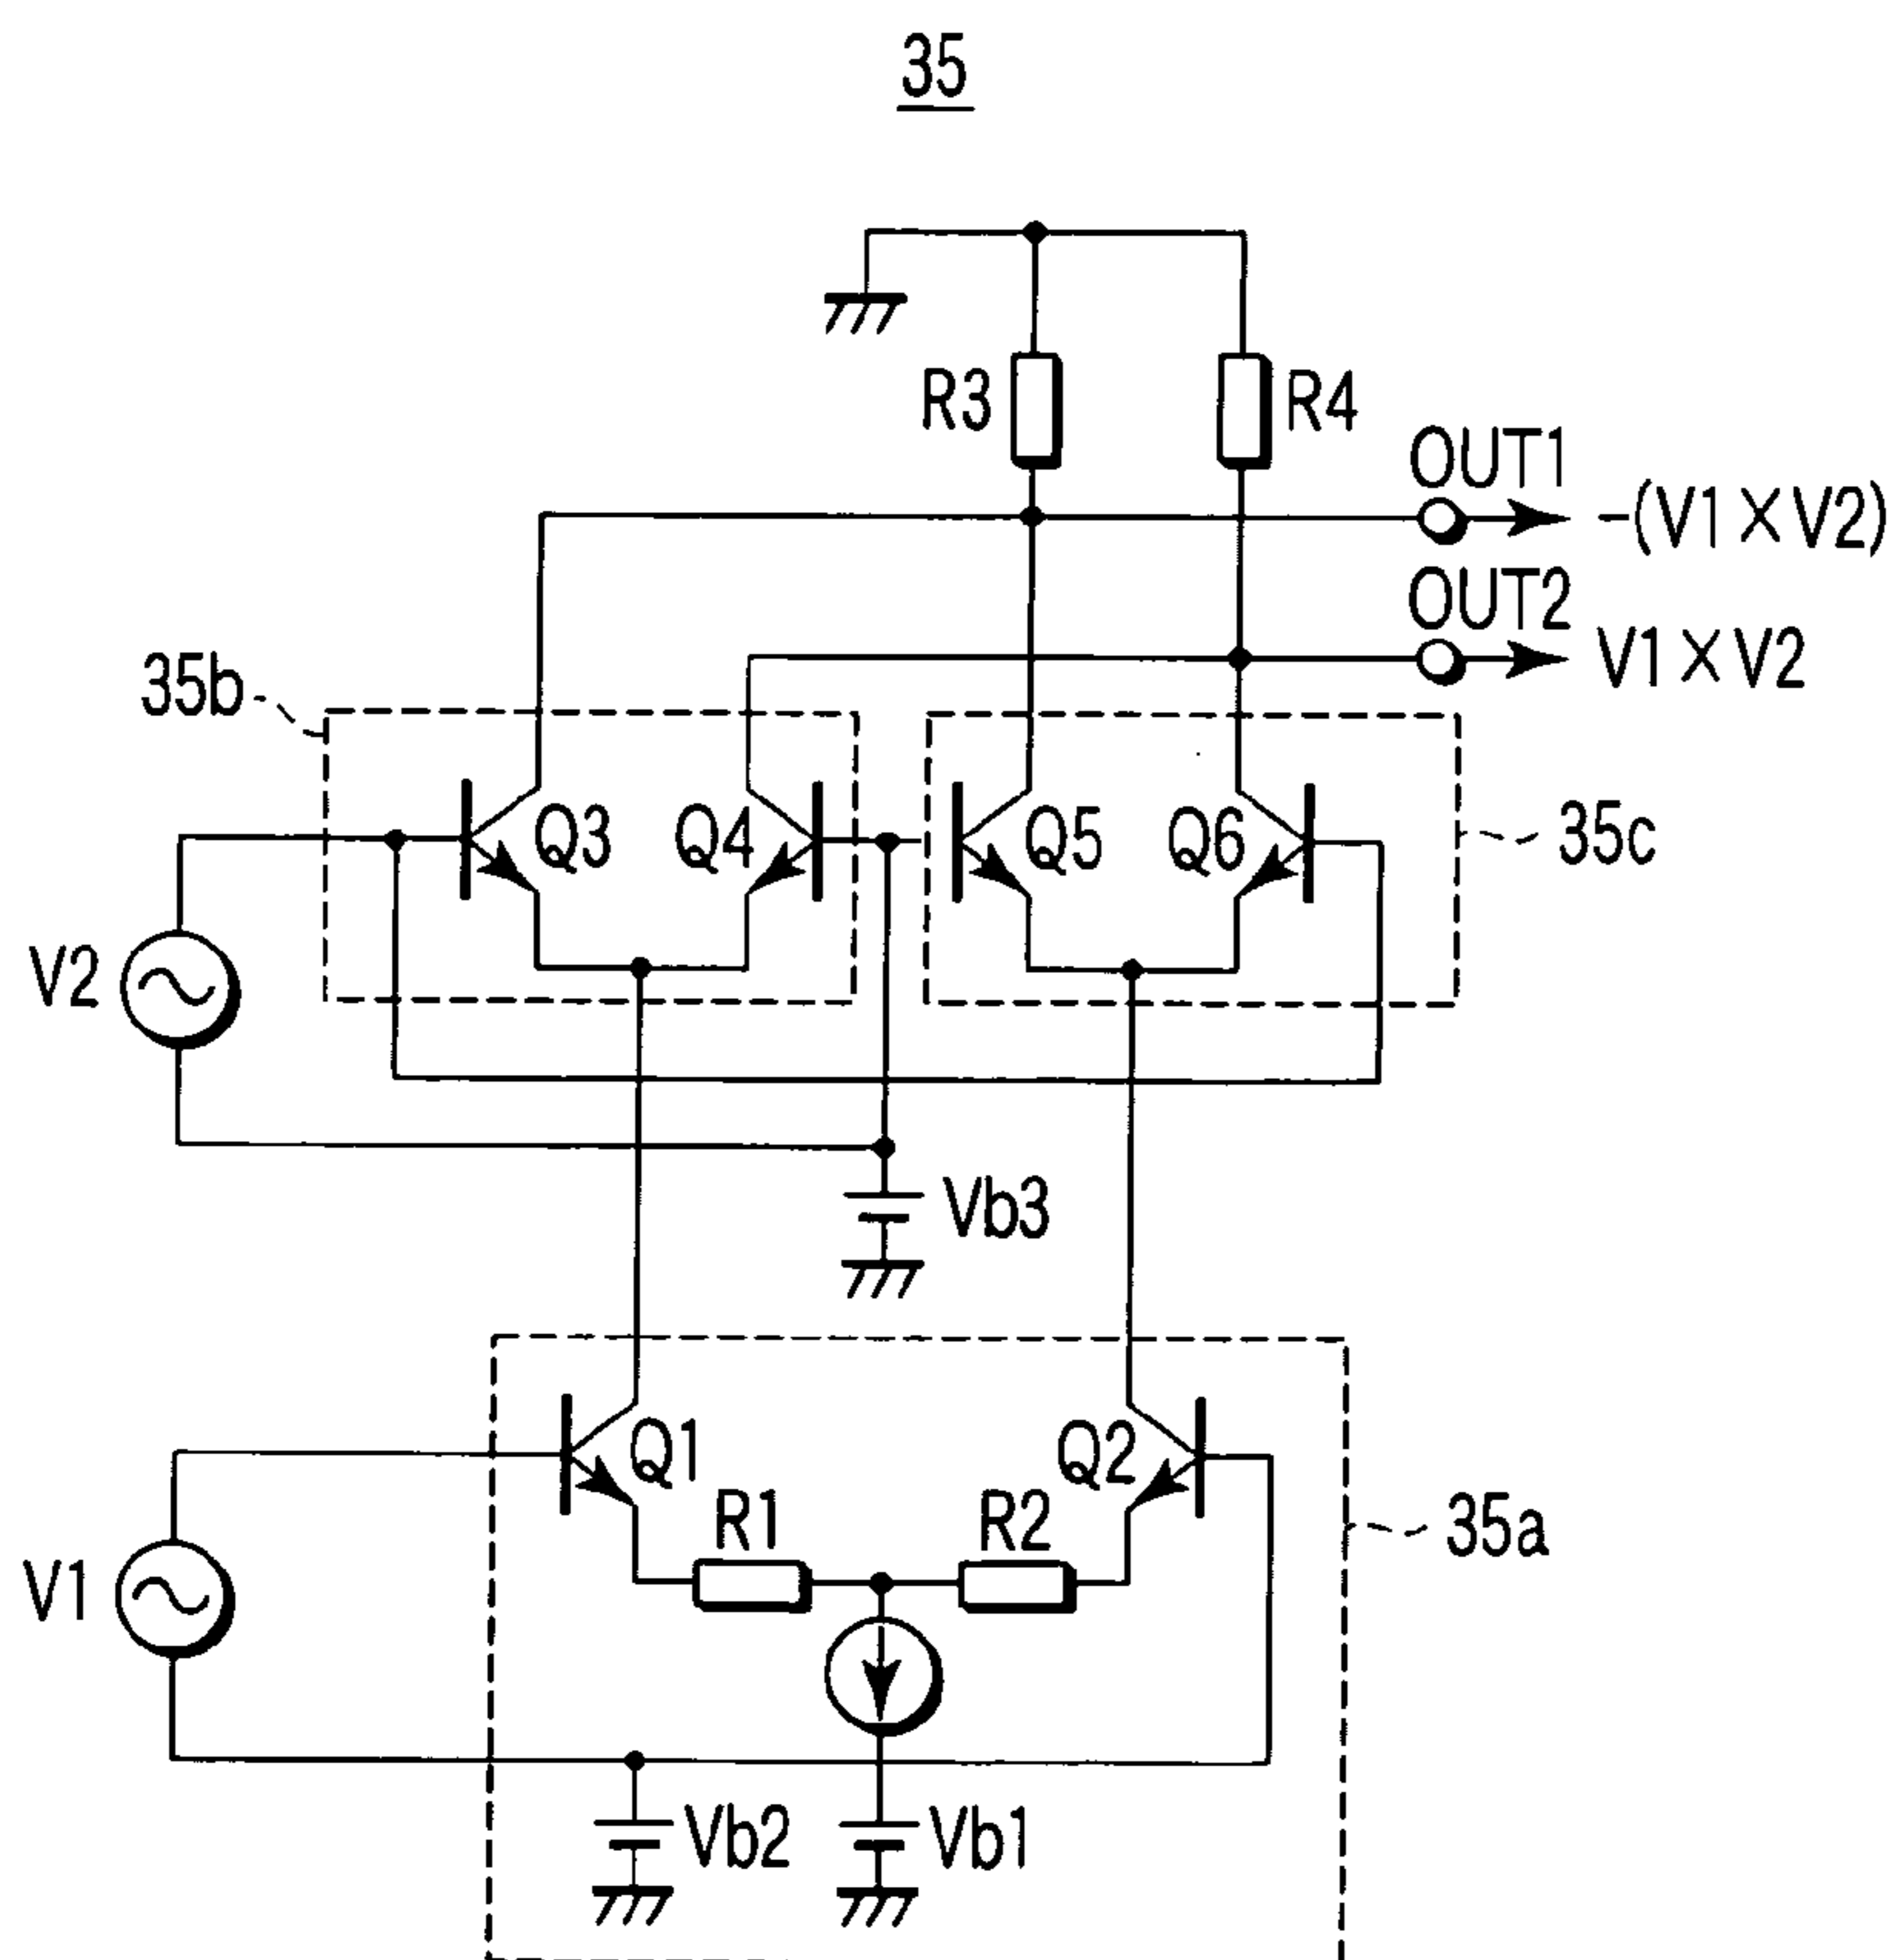 35
R3
R4
OUT1
-(V1×V2)
OUT2
V1×V2
35b
Q3
Q4
Q5
Q6
35c
V2
Vb3
Q1
Q2
R1
R2
35a
V1
Vb2
Vb1